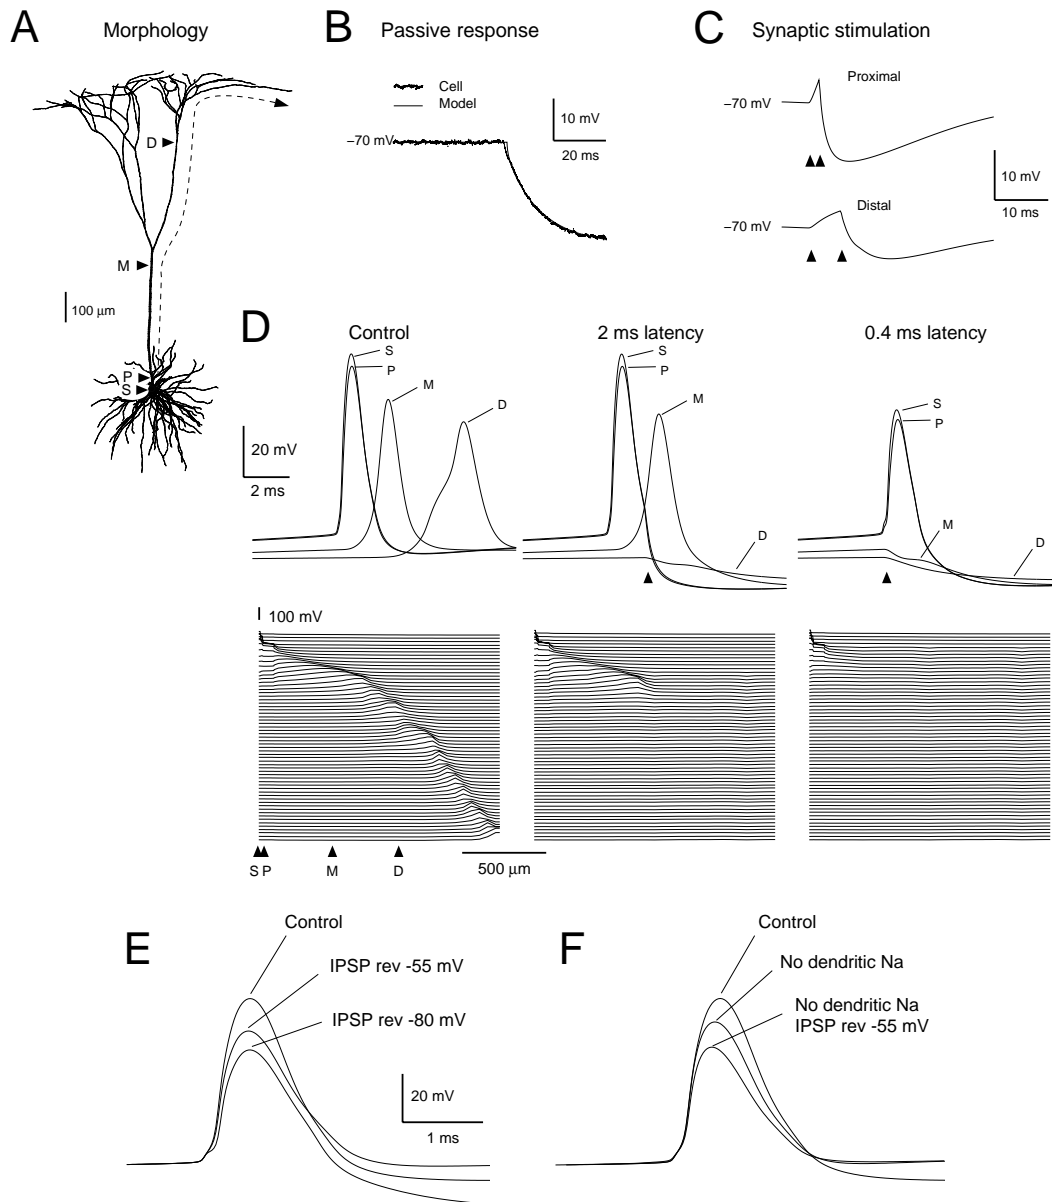 A
Morphology
D
M
100 μm
P
S
B
Passive response
Cell
Model
–70 mV
10 mV
20 ms
C
Synaptic stimulation
Proximal
–70 mV
Distal
–70 mV
10 mV
10 ms
D
Control
S
P
M
D
20 mV
2 ms
2 ms latency
S
P
M
D
0.4 ms latency
S
P
M
D
100 mV
S P M D
500 μm
E
Control
IPSP rev -55 mV
IPSP rev -80 mV
20 mV
1 ms
F
Control
No dendritic Na
No dendritic Na
IPSP rev -55 mV